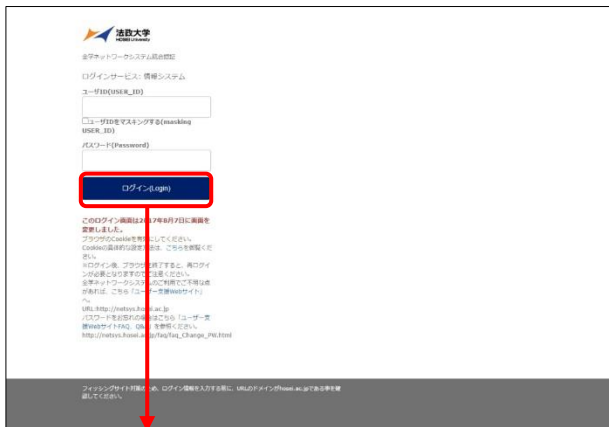 法政大学
HOSEI University
全学ネットワークシステム統合認証
ログインサービス: 情報システム
ユーザID(USER_ID)
ユーザIDをマスキングする(masking
USER_ID)
パスワード(Password)
ログイン(Login)
このログイン画面は2017年8月7日に画面を
変更しました。
ブラウザのCookieを有効にしてください。
Cookieの具体的な設定方法は、こちらを閲覧くだ
さい。
※ログイン後、ブラウザを終了すると、再ログイ
ンが必要となりますのでご注意ください。
全学ネットワークシステムのご利用でご不明な点
があれば、こちら「ユーザー支援Webサイト」
へ。
URL:http://netsys.hosei.ac.jp
パスワードをお忘れの場合はこちら「ユーザー支
援WebサイトFAQ、Q&A」を参照ください。
http://netsys.hosei.ac.jp/faq/faq_Change_PW.html
フィッシングサイト対策のため、ログイン情報を入力する前に、URLのドメインがhosei.ac.jpである事を確
認してください。